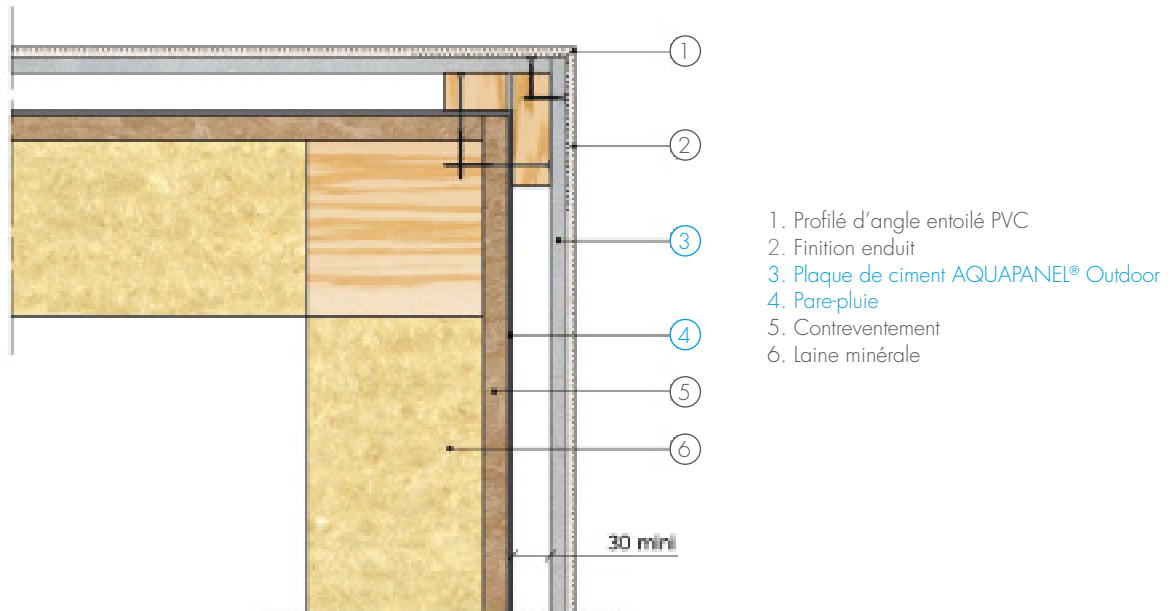 1
2
3
4
5
6
30 mini
1. Profilé d'angle entoilé PVC
2. Finition enduit
3. Plaque de ciment AQUAPANEL® Outdoor
4. Pare-pluie
5. Contreventement
6. Laine minérale